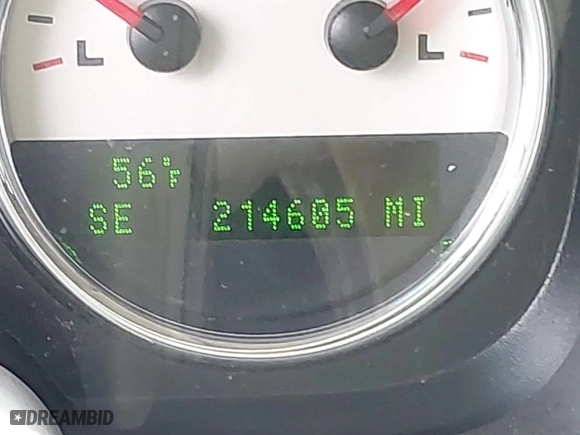 L L
56°F
SE 214605 MI
DREAMBID